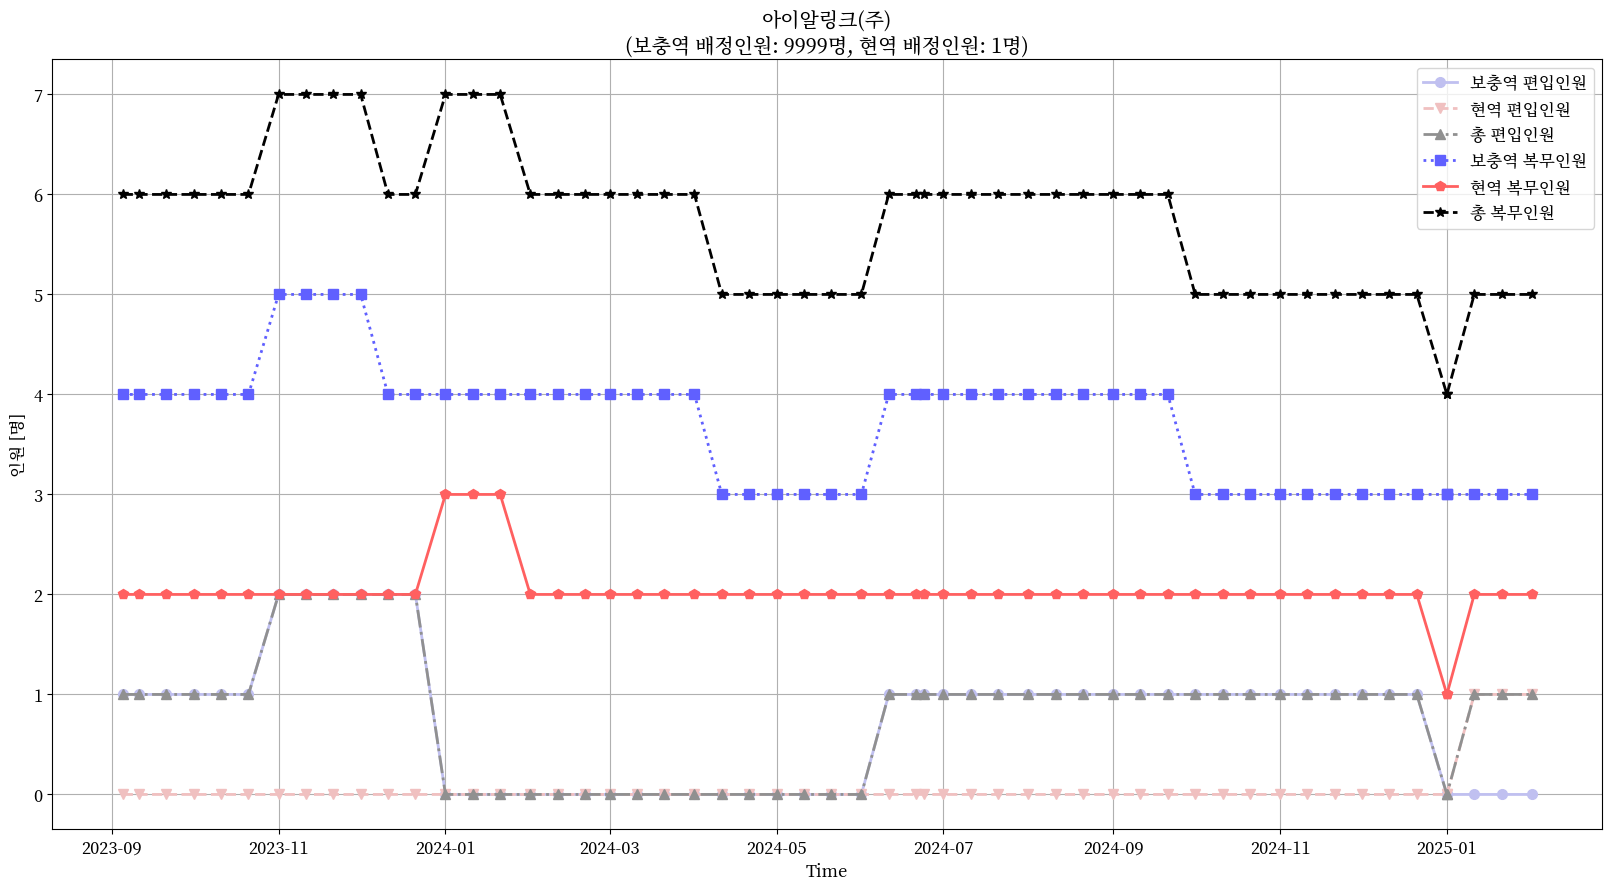 아이알링크(주)
(보충역 배정인원: 9999명, 현역 배정인원: 1명)
보충역 편입인원
현역 편입인원
총 편입인원
보충역 복무인원
현역 복무인원
총 복무인원
인원 [명]
7
6
5
4
3
2
1
0
2023-09 2023-11 2024-01 2024-03 2024-05 2024-07 2024-09 2024-11 2025-01
Time